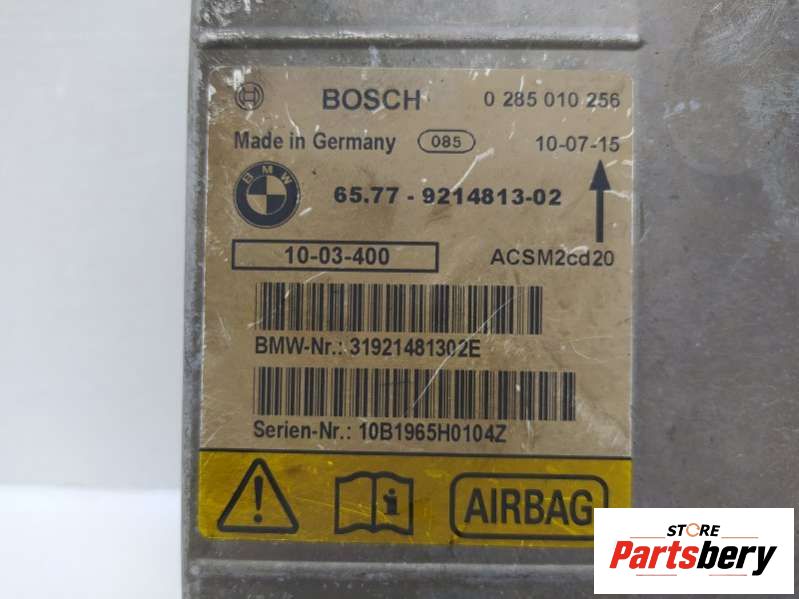 BOSCH 0 285 010 256
Made in Germany 085 10-07-15
BMW 65.77 - 9214813-02
10-03-400 ACSM2cd20
BMW-Nr.: 31921481302E
Serien-Nr.: 10B1965H0104Z
AIRBAG
STORE
Partsbery